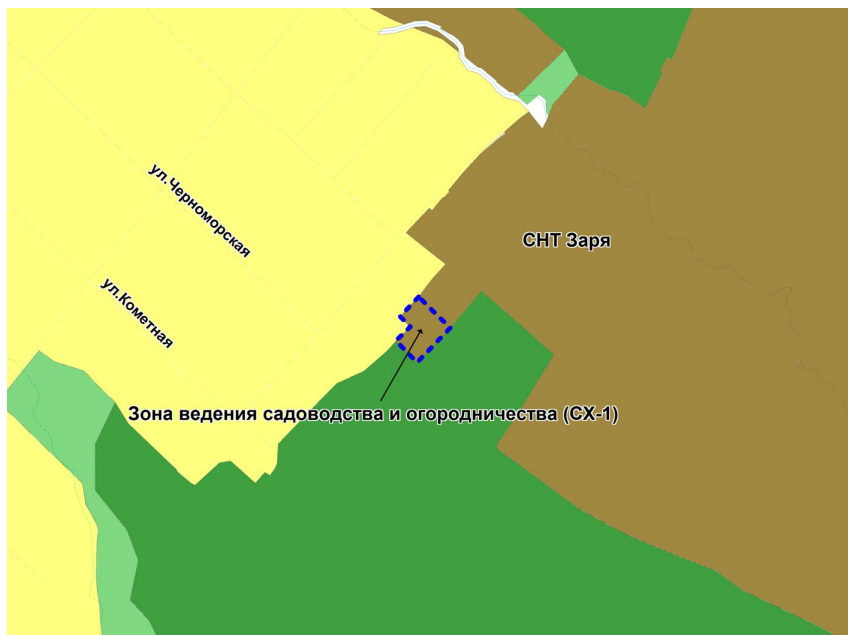 ул.Черноморская
СНТ Заря
ул.Кометная
Зона ведения садоводства и огородничества (СХ-1)